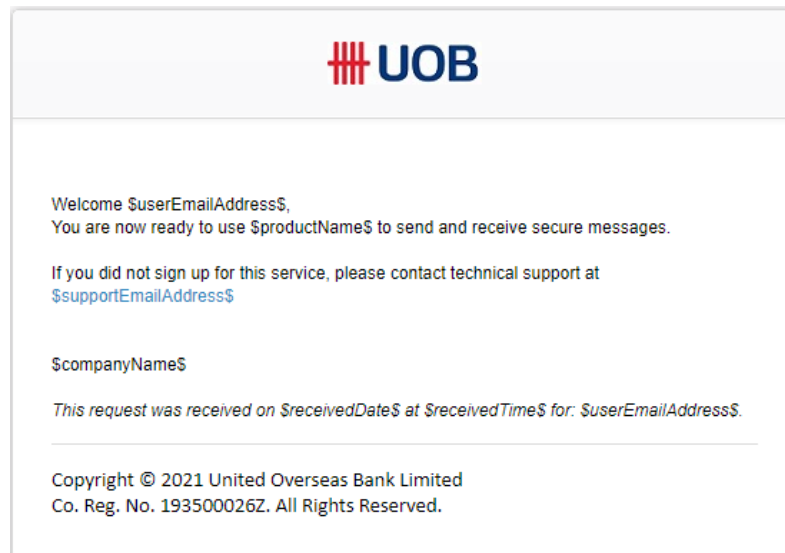 UOB
Welcome $userEmailAddress$,
You are now ready to use $productName$ to send and receive secure messages.
If you did not sign up for this service, please contact technical support at
$supportEmailAddress$
$companyName$
This request was received on $receivedDate$ at $receivedTime$ for: $userEmailAddress$.
Copyright © 2021 United Overseas Bank Limited
Co. Reg. No. 193500026Z. All Rights Reserved.